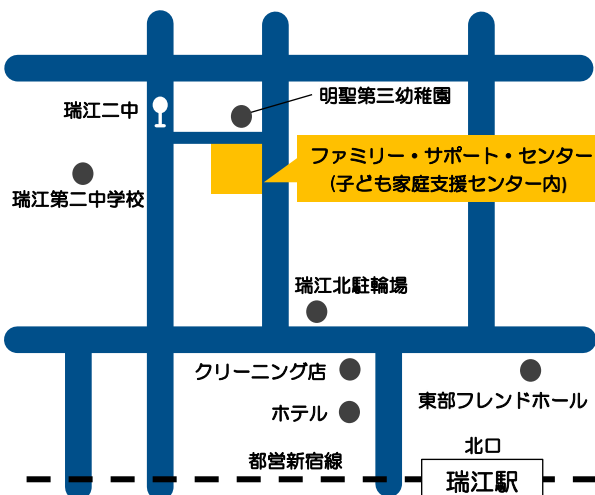 明聖第三幼稚園
瑞江二中
ファミリー・サポート・センター
(子ども家庭支援センター内)
瑞江第二中学校
瑞江北駐輪場
クリーニング店
東部フレンドホール
ホテル
北口
都営新宿線
瑞江駅